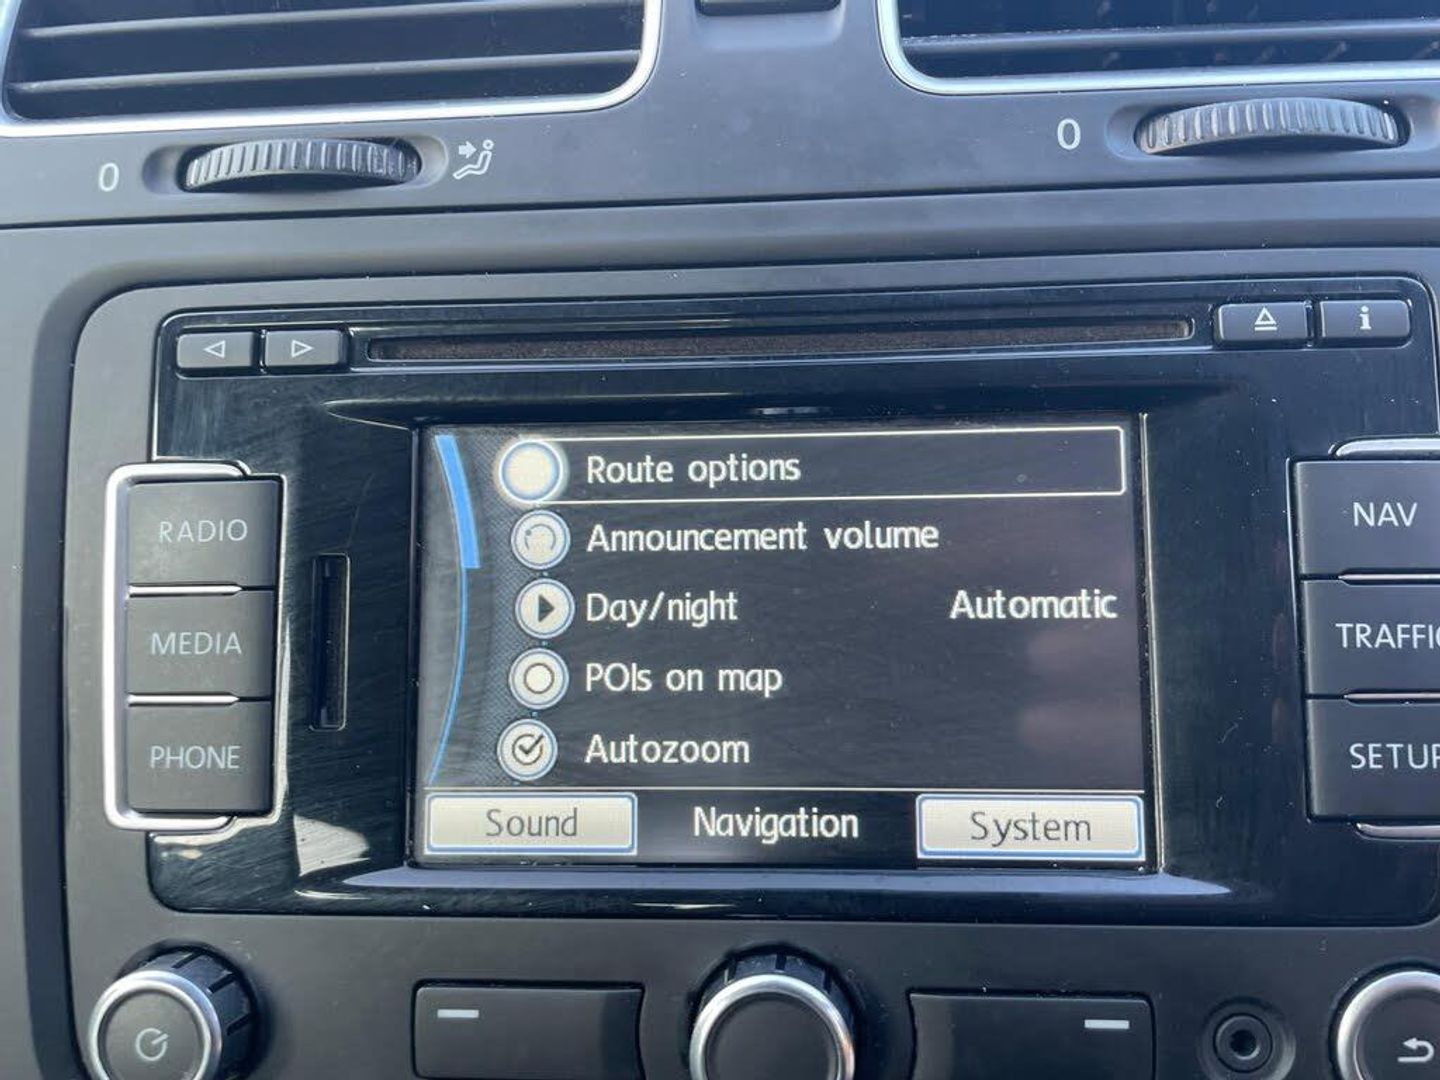 0
0
RADIO
MEDIA
PHONE
Route options
Announcement volume
Day/night Automatic
POIs on map
Autozoom
Sound Navigation System
NAV
TRAFFIC
SETUP